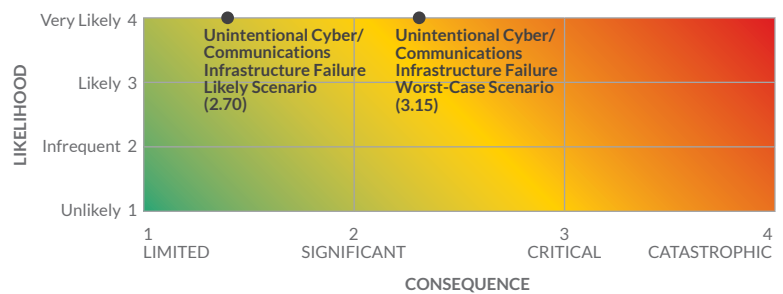 Very Likely 4
Unintentional Cyber/
Communications
Infrastructure Failure
Likely Scenario
(2.70)
Unintentional Cyber/
Communications
Infrastructure Failure
Worst-Case Scenario
(3.15)
LIKELIHOOD
Likely 3
Infrequent 2
Unlikely 1
1 2 3 4
LIMITED SIGNIFICANT CRITICAL CATASTROPHIC
CONSEQUENCE